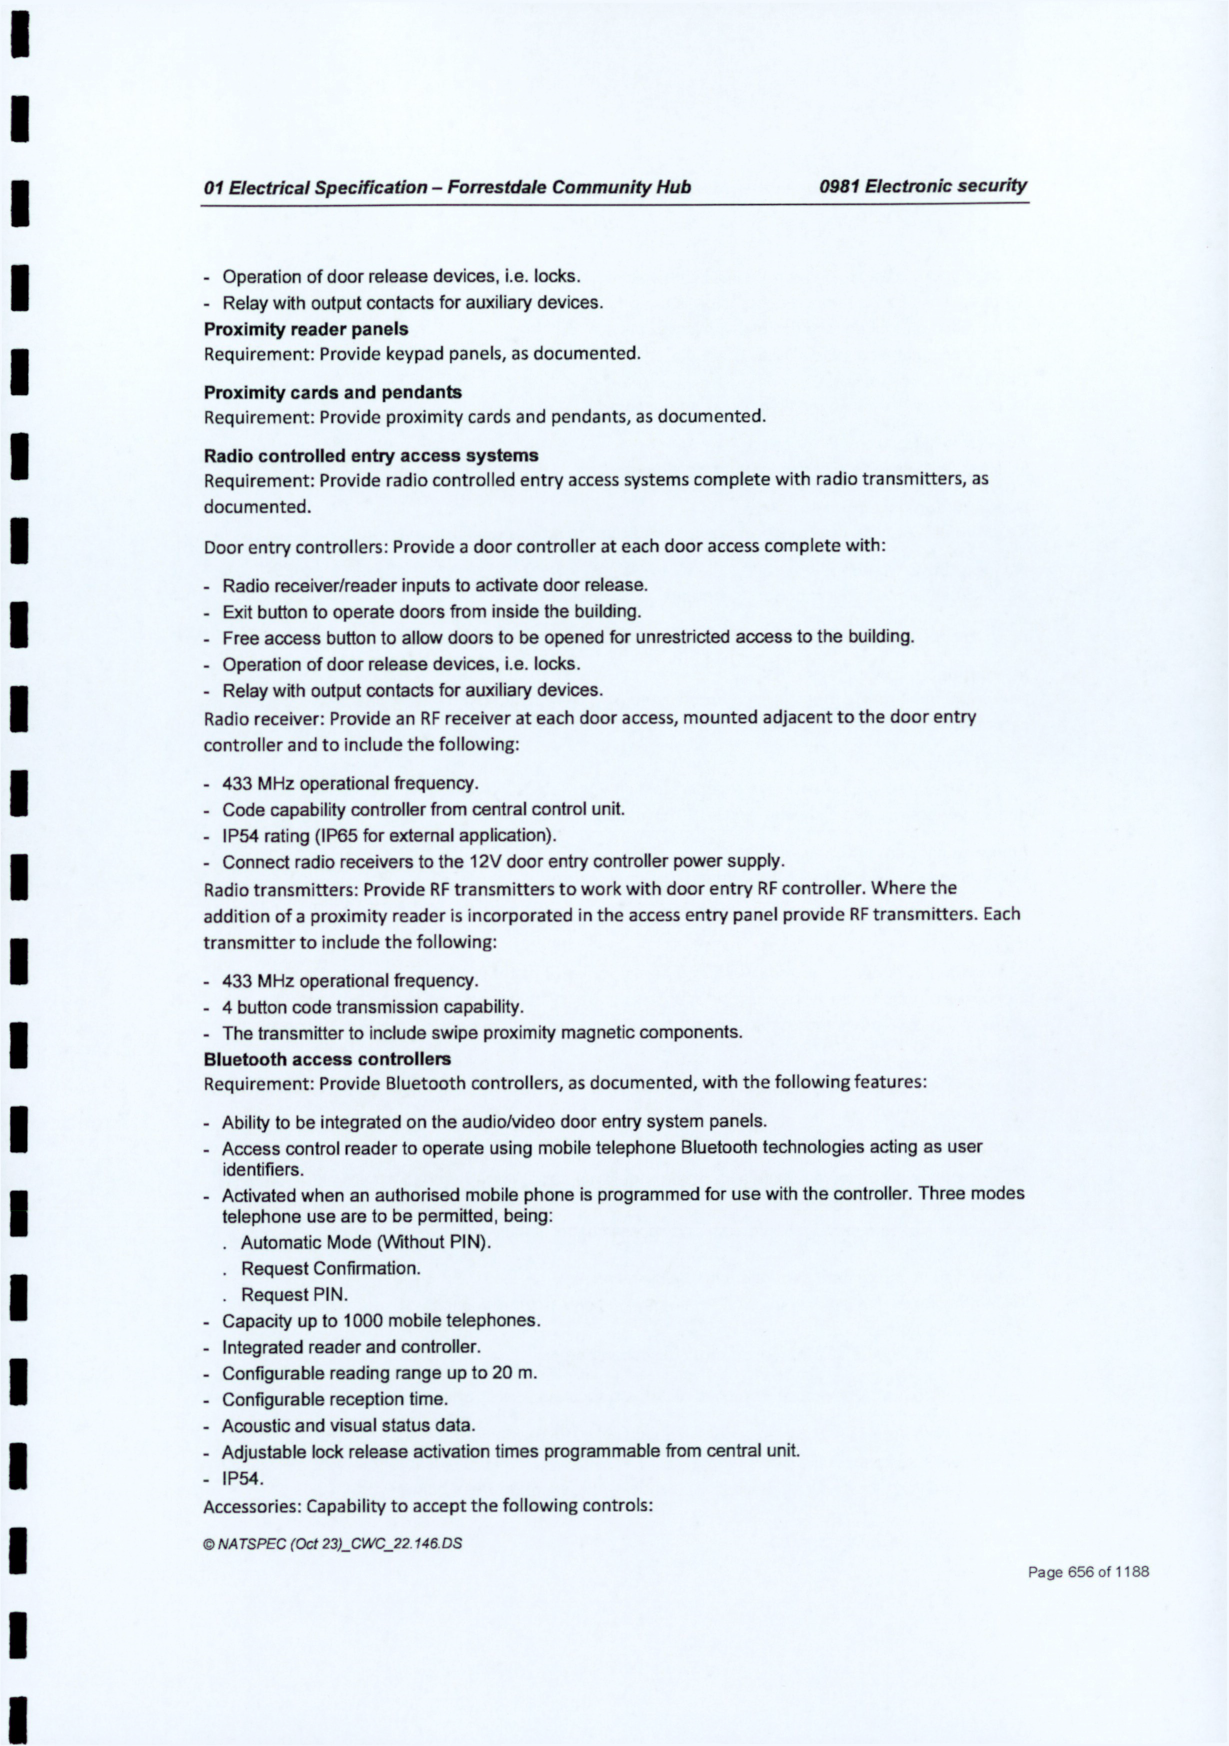 01 Electrical Specification – Forrestdale Community Hub 0981 Electronic security
- Operation of door release devices, i.e. locks.
- Relay with output contacts for auxiliary devices.
Proximity reader panels
Requirement: Provide keypad panels, as documented.
Proximity cards and pendants
Requirement: Provide proximity cards and pendants, as documented.
Radio controlled entry access systems
Requirement: Provide radio controlled entry access systems complete with radio transmitters, as
documented.
Door entry controllers: Provide a door controller at each door access complete with:
- Radio receiver/reader inputs to activate door release.
- Exit button to operate doors from inside the building.
- Free access button to allow doors to be opened for unrestricted access to the building.
- Operation of door release devices, i.e. locks.
- Relay with output contacts for auxiliary devices.
Radio receiver: Provide an RF receiver at each door access, mounted adjacent to the door entry
controller and to include the following:
- 433 MHz operational frequency.
- Code capability controller from central control unit.
- IP54 rating (IP65 for external application).
- Connect radio receivers to the 12V door entry controller power supply.
Radio transmitters: Provide RF transmitters to work with door entry RF controller. Where the
addition of a proximity reader is incorporated in the access entry panel provide RF transmitters. Each
transmitter to include the following:
- 433 MHz operational frequency.
- 4 button code transmission capability.
- The transmitter to include swipe proximity magnetic components.
Bluetooth access controllers
Requirement: Provide Bluetooth controllers, as documented, with the following features:
- Ability to be integrated on the audio/video door entry system panels.
- Access control reader to operate using mobile telephone Bluetooth technologies acting as user
identifiers.
- Activated when an authorised mobile phone is programmed for use with the controller. Three modes
telephone use are to be permitted, being:
. Automatic Mode (Without PIN).
. Request Confirmation.
. Request PIN.
- Capacity up to 1000 mobile telephones.
- Integrated reader and controller.
- Configurable reading range up to 20 m.
- Configurable reception time.
- Acoustic and visual status data.
- Adjustable lock release activation times programmable from central unit.
- IP54.
Accessories: Capability to accept the following controls:
© NATSPEC (Oct 23)_CWC_22.146.DS
Page 656 of 1188